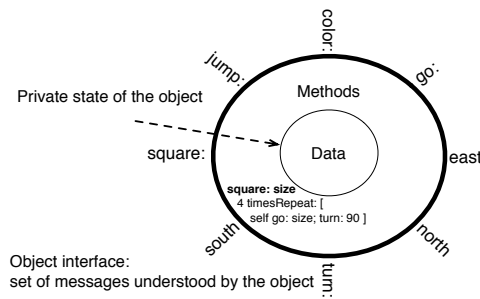 color:
jump:
go:
Methods
Private state of the object
square:
Data
east
square: size
4 timesRepeat: [
self go: size; turn: 90 ]
south
north
turn:
Object interface:
set of messages understood by the object